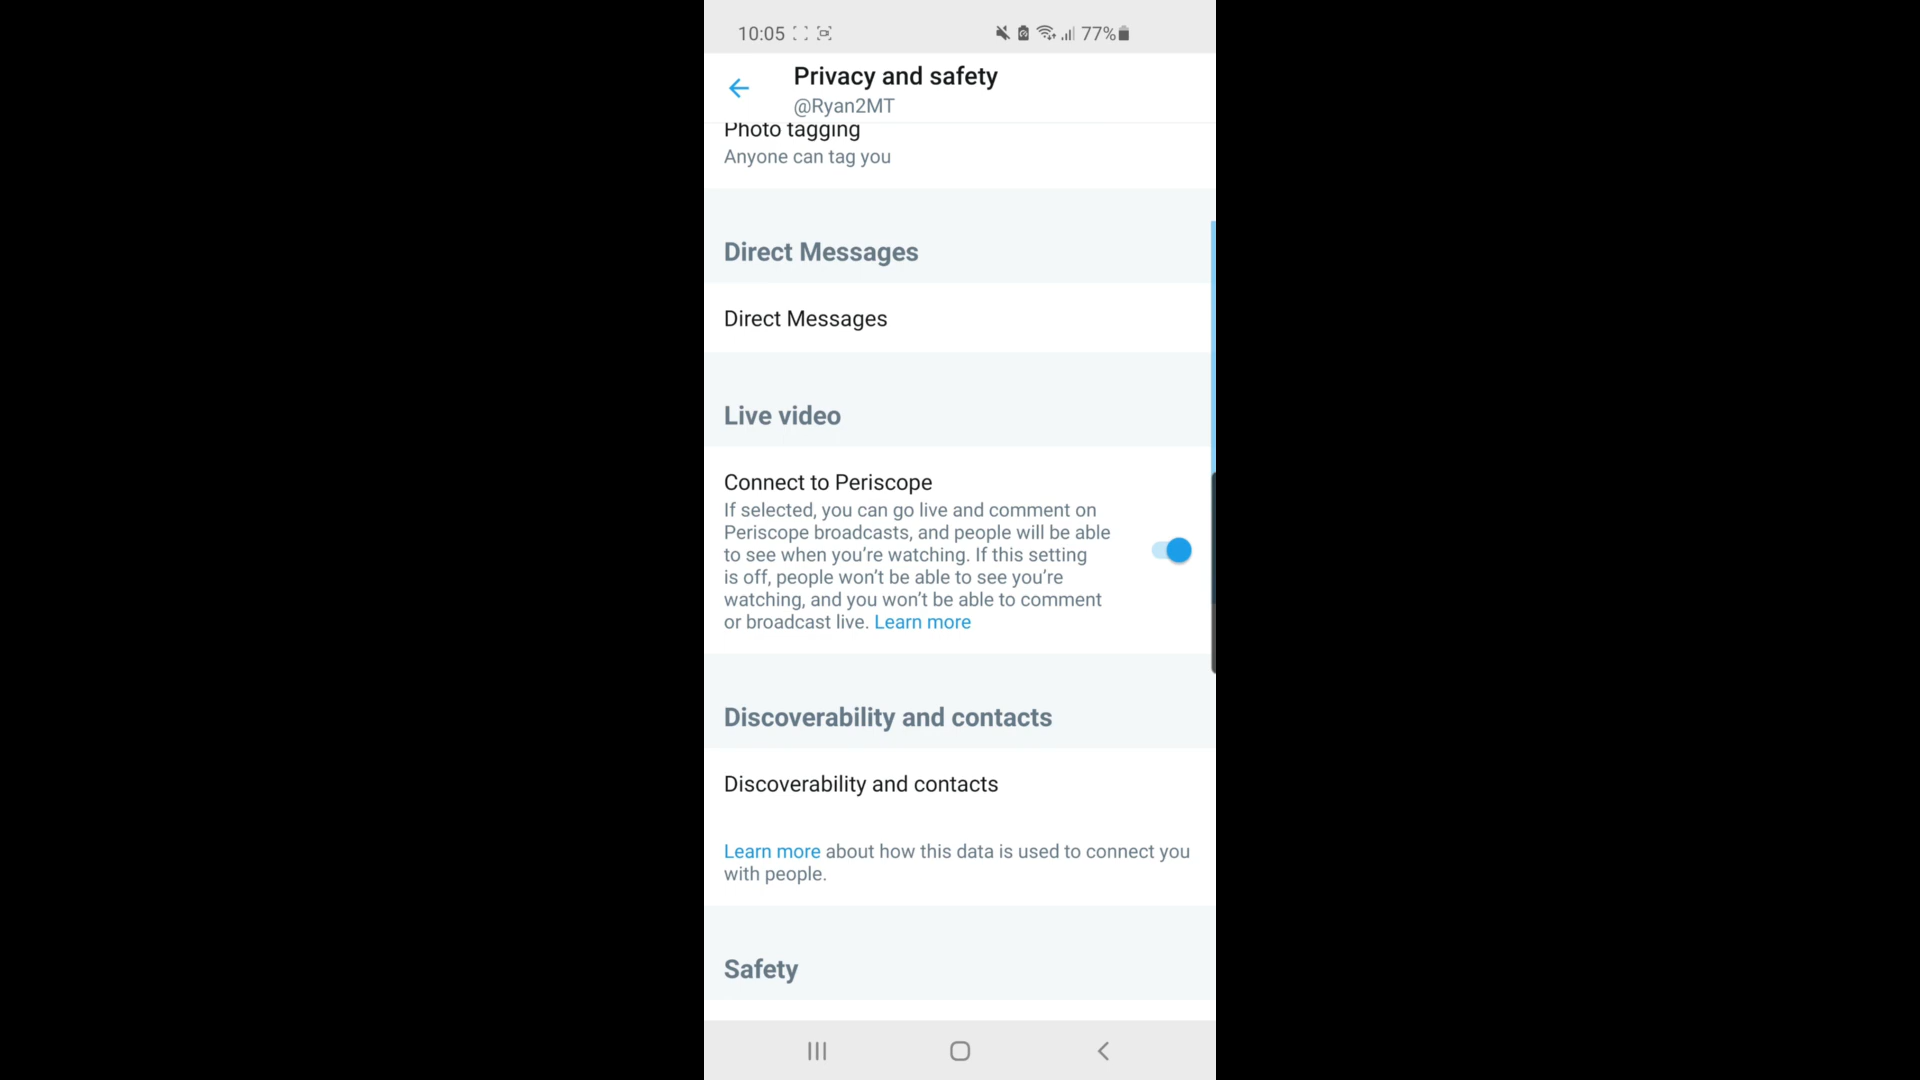 10:05
77%
Privacy and safety
@Ryan2MT
Photo tagging
Anyone can tag you
Direct Messages
Direct Messages
Live video
Connect to Periscope
If selected, you can go live and comment on
Periscope broadcasts, and people will be able
to see when you’re watching. If this setting
is off, people won’t be able to see you’re
watching, and you won’t be able to comment
or broadcast live. Learn more
Discoverability and contacts
Discoverability and contacts
Learn more about how this data is used to connect you
with people.
Safety